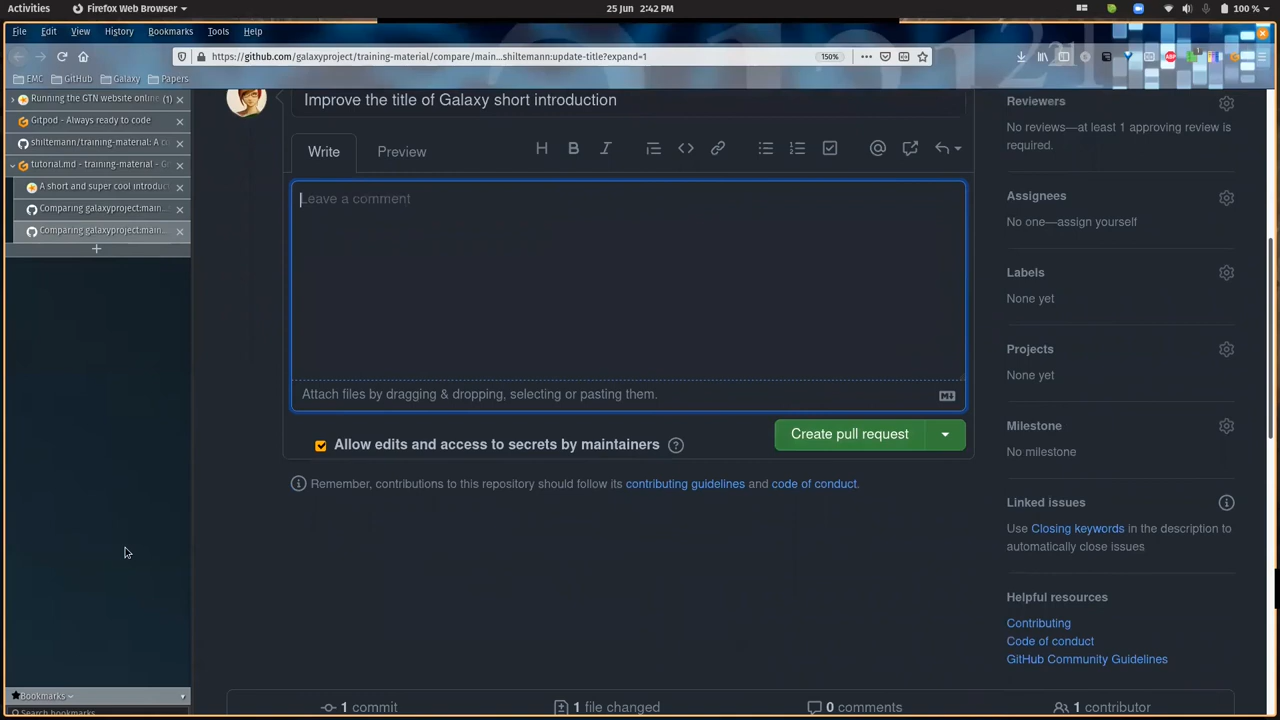 Activities
Firefox Web Browser
25 Jun 2:42 PM
100 %
File Edit View History Bookmarks Tools Help
https://github.com/galaxyproject/training-material/compare/main...shiltemann:update-title?expand=1
150%
EMC GitHub Galaxy Papers
Running the GTN website online (1)
Gitpod - Always ready to code
shiltemann/training-material: A c
tutorial.md - training-material - G
A short and super cool introduc
Comparing galaxyproject:main...
Comparing galaxyproject:main...
Improve the title of Galaxy short introduction
Write Preview
Leave a comment
Attach files by dragging & dropping, selecting or pasting them.
Allow edits and access to secrets by maintainers
Create pull request
Remember, contributions to this repository should follow its contributing guidelines and code of conduct.
Reviewers
No reviews—at least 1 approving review is
required.
Assignees
No one—assign yourself
Labels
None yet
Projects
None yet
Milestone
No milestone
Linked issues
Use Closing keywords in the description to
automatically close issues
Helpful resources
Contributing
Code of conduct
GitHub Community Guidelines
1 commit
1 file changed
0 comments
1 contributor
Bookmarks
Search bookmarks